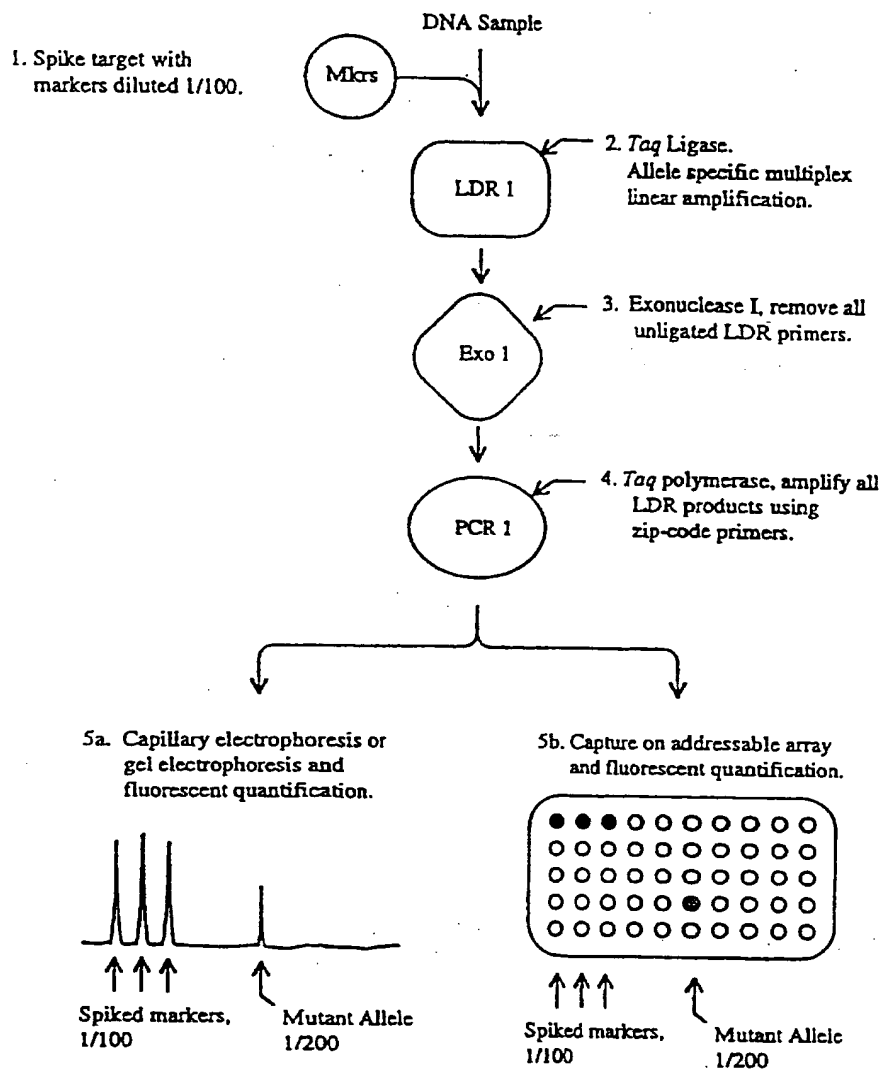 DNA Sample
1. Spike target with
markers diluted 1/100.
Mkrs
2. Taq Ligase.
Allele specific multiplex
linear amplification.
LDR 1
3. Exonuclease I, remove all
unligated LDR primers.
Exo 1
4. Taq polymerase, amplify all
LDR products using
zip-code primers.
PCR 1
5a. Capillary electrophoresis or
gel electrophoresis and
fluorescent quantification.
5b. Capture on addressable array
and fluorescent quantification.
Spiked markers,
1/100
Mutant Allele
1/200
Spiked markers,
1/100
Mutant Allele
1/200